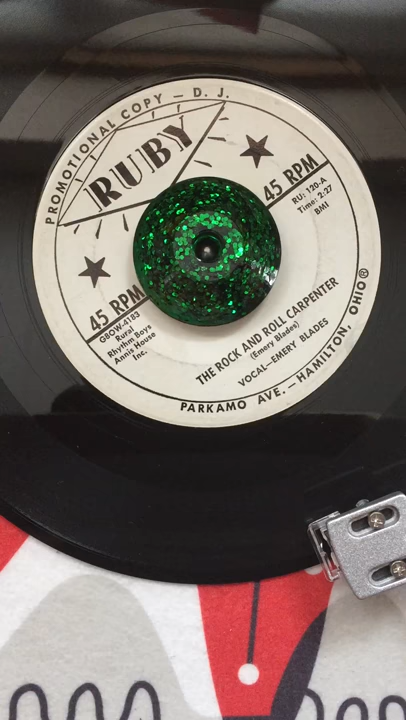 PROMOTIONAL COPY — D. J.
RUBY
45 RPM
RU: 120-A
Time: 2:27
BMI
45 RPM
G8OW-4183
Rural
Rhythm Boys
Annis House
Inc.
THE ROCK AND ROLL CARPENTER
(Emery Blades)
VOCAL—EMERY BLADES
PARKAMO AVE. — HAMILTON, OHIO®